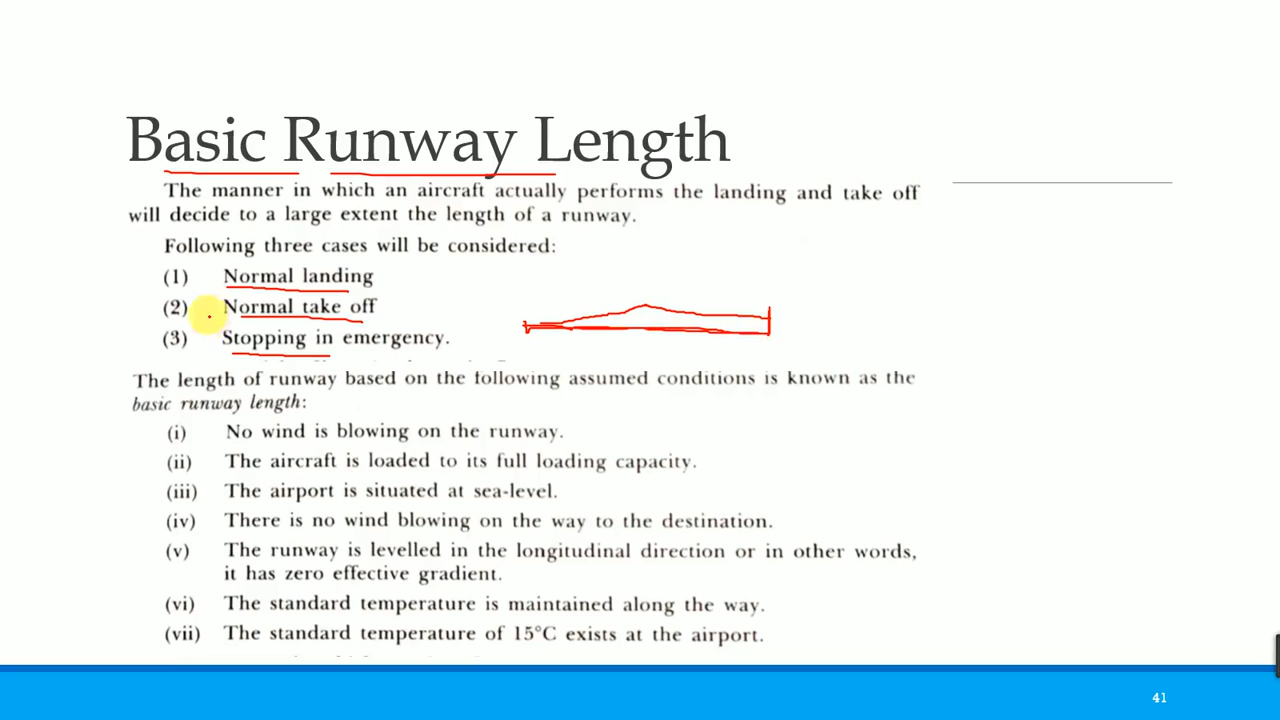 Basic Runway Length
The manner in which an aircraft actually performs the landing and take off
will decide to a large extent the length of a runway.
Following three cases will be considered:
(1) Normal landing
(2) Normal take off
(3) Stopping in emergency.
The length of runway based on the following assumed conditions is known as the
basic runway length:
(i) No wind is blowing on the runway.
(ii) The aircraft is loaded to its full loading capacity.
(iii) The airport is situated at sea-level.
(iv) There is no wind blowing on the way to the destination.
(v) The runway is levelled in the longitudinal direction or in other words,
it has zero effective gradient.
(vi) The standard temperature is maintained along the way.
(vii) The standard temperature of 15°C exists at the airport.
41